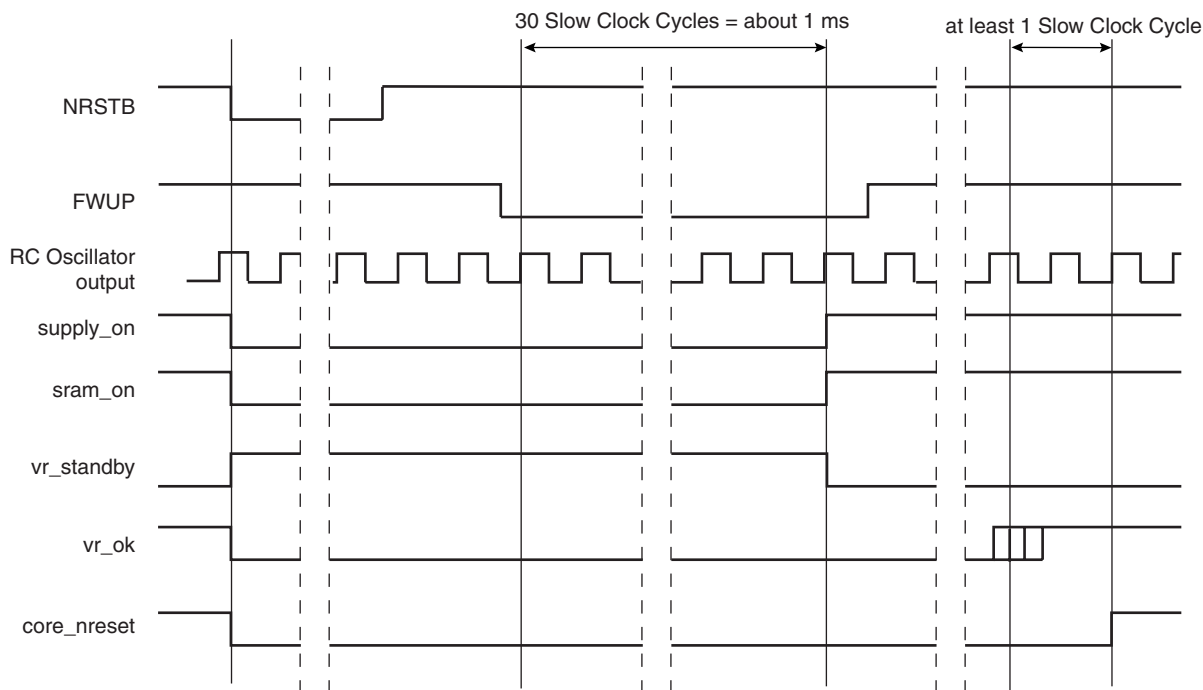 30 Slow Clock Cycles = about 1 ms
at least 1 Slow Clock Cycle
NRSTB
FWUP
RC Oscillator
output
supply_on
sram_on
vr_standby
vr_ok
core_nreset